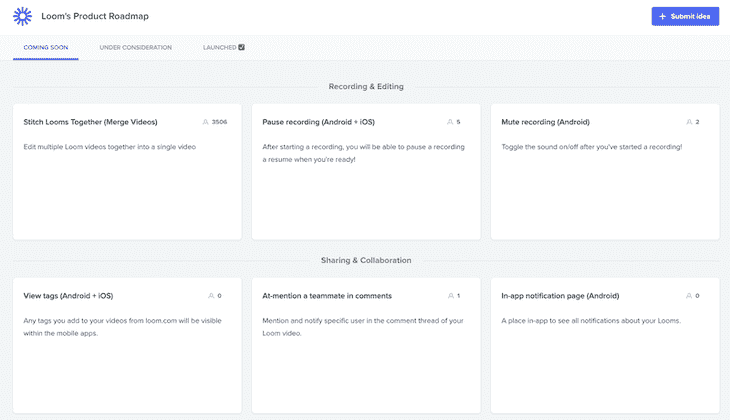 Loom's Product Roadmap
+ Submit idea
COMING SOON
UNDER CONSIDERATION
LAUNCHED ☑
Recording & Editing
Stitch Looms Together (Merge Videos)
3506
Edit multiple Loom videos together into a single video
Pause recording (Android + iOS)
5
After starting a recording, you will be able to pause a recording
a resume when you're ready!
Mute recording (Android)
2
Toggle the sound on/off after you've started a recording!
Sharing & Collaboration
View tags (Android + iOS)
0
Any tags you add to your videos from loom.com will be visible
within the mobile apps.
At-mention a teammate in comments
1
Mention and notify specific user in the comment thread of your
Loom video.
In-app notification page (Android)
0
A place in-app to see all notifications about your Looms.